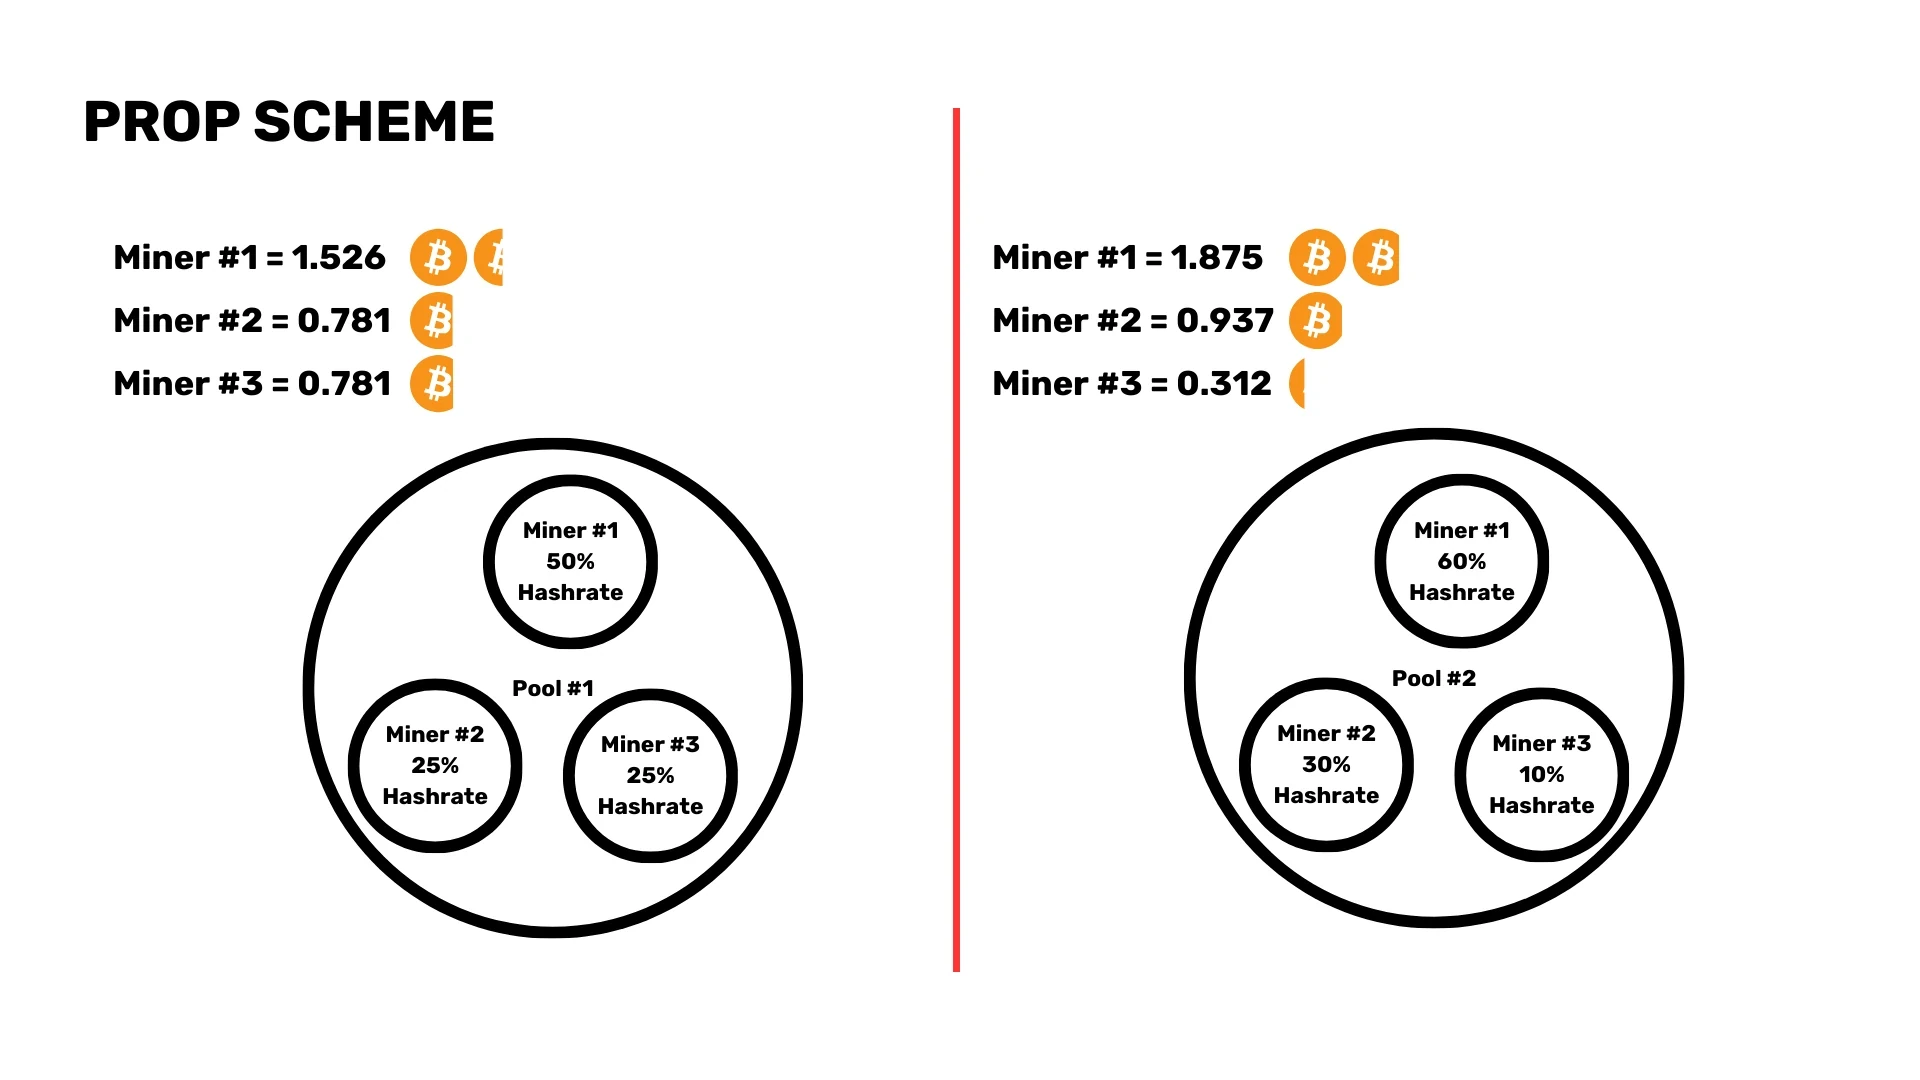 PROP SCHEME
Miner #1 = 1.526
Miner #2 = 0.781
Miner #3 = 0.781
Miner #1
50%
Hashrate
Pool #1
Miner #2
25%
Hashrate
Miner #3
25%
Hashrate
Miner #1 = 1.875
Miner #2 = 0.937
Miner #3 = 0.312
Miner #1
60%
Hashrate
Pool #2
Miner #2
30%
Hashrate
Miner #3
10%
Hashrate